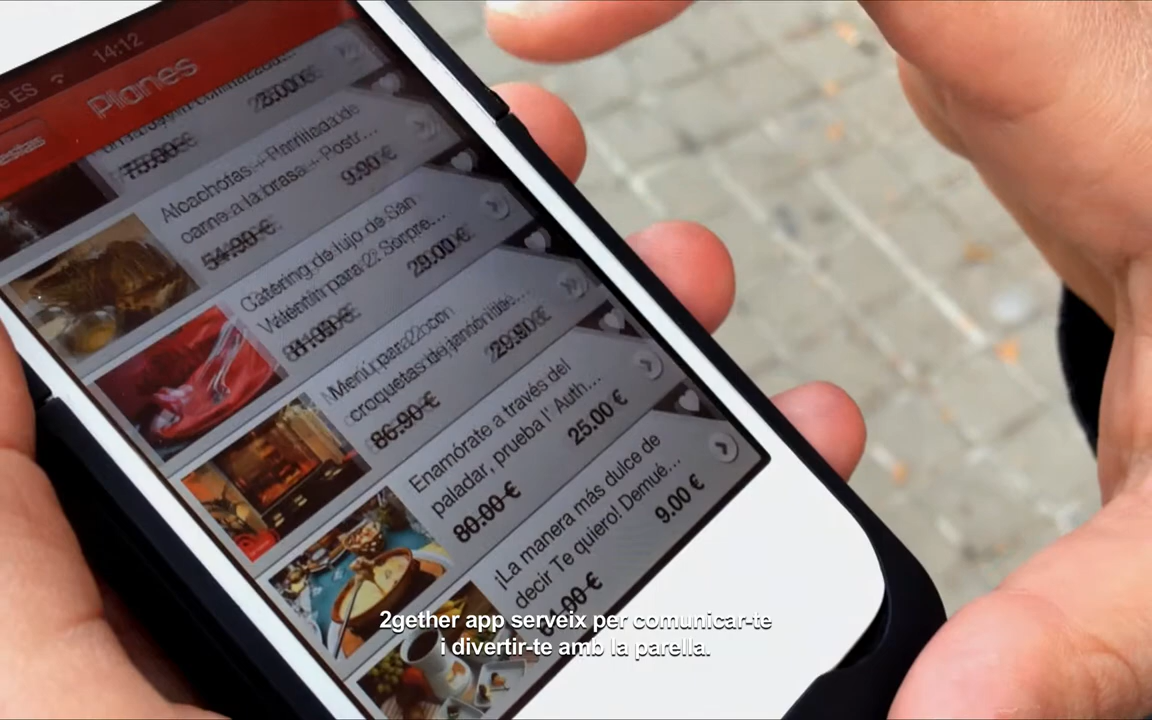 ES 14:12
Planes
75.90 €
Alcachofas + Parrillada de
carne a la brasa + Postr...
54.90 €
9.90 €
Catering de lujo de San
Valentín para 2: Sorpre...
29.00 €
Menú para 2 con
croquetas de
86.90 €
29.90 €
Enamórate a través del
paladar, prueba l' Auth...
80.00 €
25.00 €
¡La manera más dulce de
decir Te quiero! Demué...
9.00 €
2gether app serveix per comunicar-te
i divertir-te amb la parella.